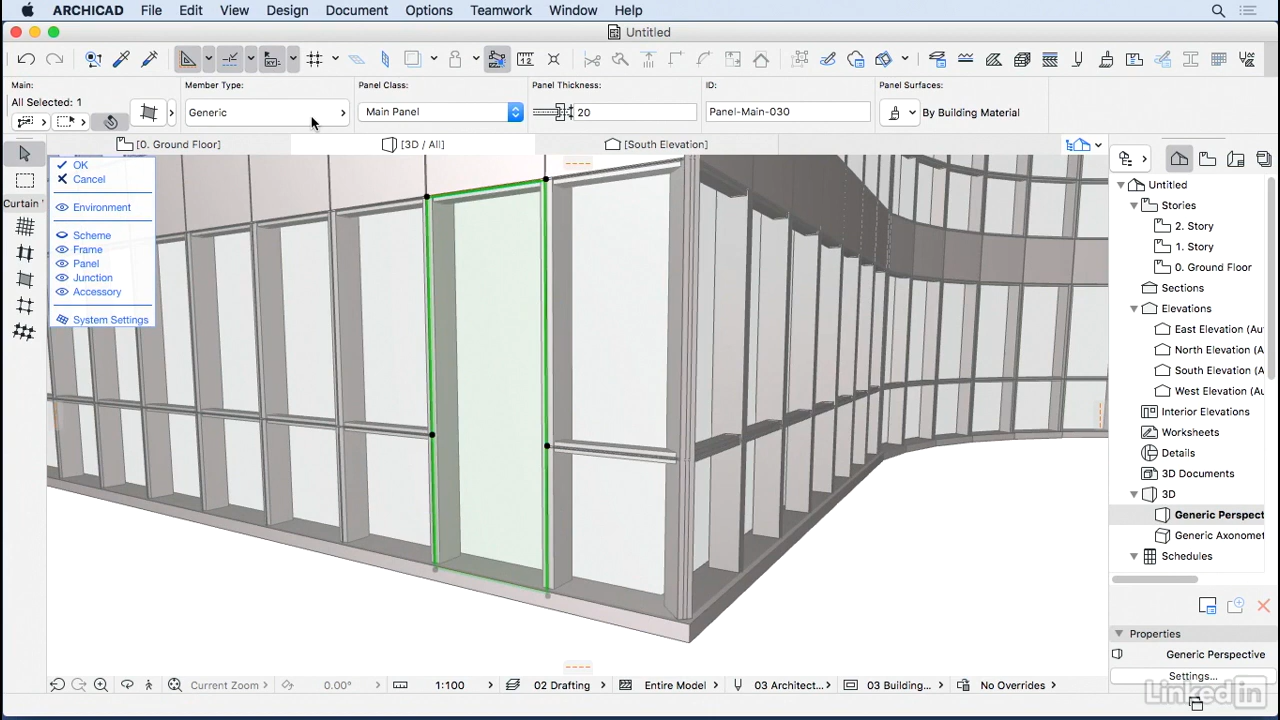 ARCHICAD File Edit View Design Document Options Teamwork Window Help
Untitled
Main:
All Selected: 1
Member Type:
Generic
Panel Class:
Main Panel
Panel Thickness:
20
ID:
Panel-Main-030
Panel Surfaces:
By Building Material
[0. Ground Floor]
[3D / All]
[South Elevation]
OK
Cancel
Environment
Scheme
Frame
Panel
Junction
Accessory
System Settings
Curtain
Untitled
Stories
2. Story
1. Story
0. Ground Floor
Sections
Elevations
East Elevation (Au
North Elevation (A
South Elevation (A
West Elevation (Au
Interior Elevations
Worksheets
Details
3D Documents
3D
Generic Perspect
Generic Axonomet
Schedules
Properties
Generic Perspective
Settings...
Current Zoom
0.00°
1:100
02 Drafting
Entire Model
03 Architect...
03 Building...
No Overrides
Linked in